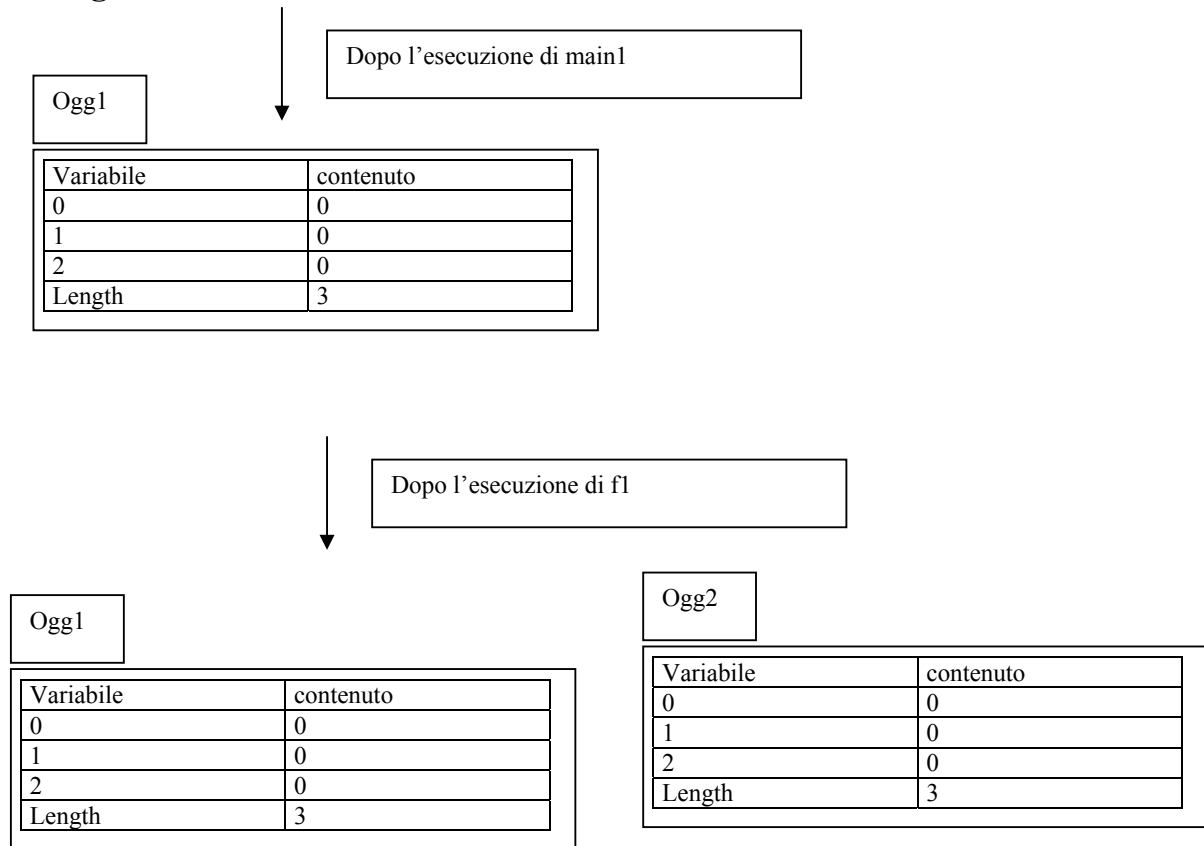 Dopo l'esecuzione di main1
Ogg1
Variabile contenuto
0 0
1 0
2 0
Length 3
Dopo l'esecuzione di f1
Ogg1
Variabile contenuto
0 0
1 0
2 0
Length 3
Ogg2
Variabile contenuto
0 0
1 0
2 0
Length 3